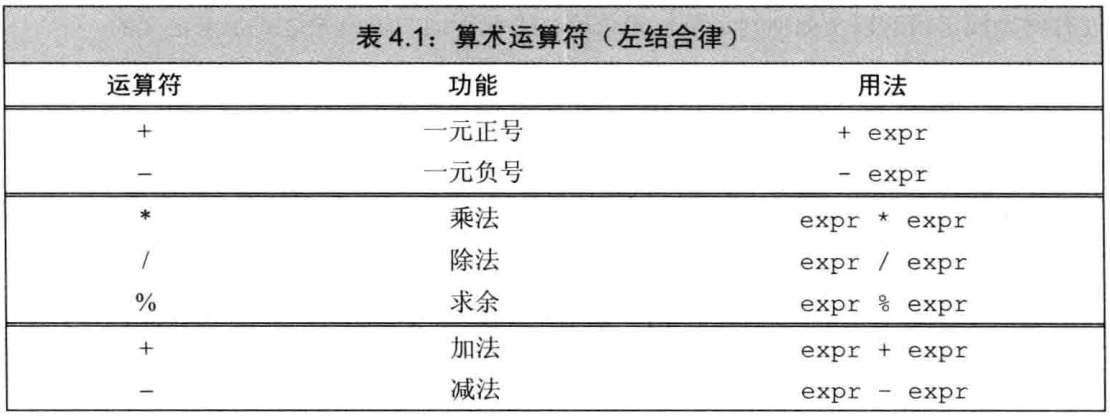 表 4.1：算术运算符（左结合律）
运算符 功能 用法
+ 一元正号 + expr
– 一元负号 - expr
* 乘法 expr * expr
/ 除法 expr / expr
% 求余 expr % expr
+ 加法 expr + expr
– 减法 expr - expr